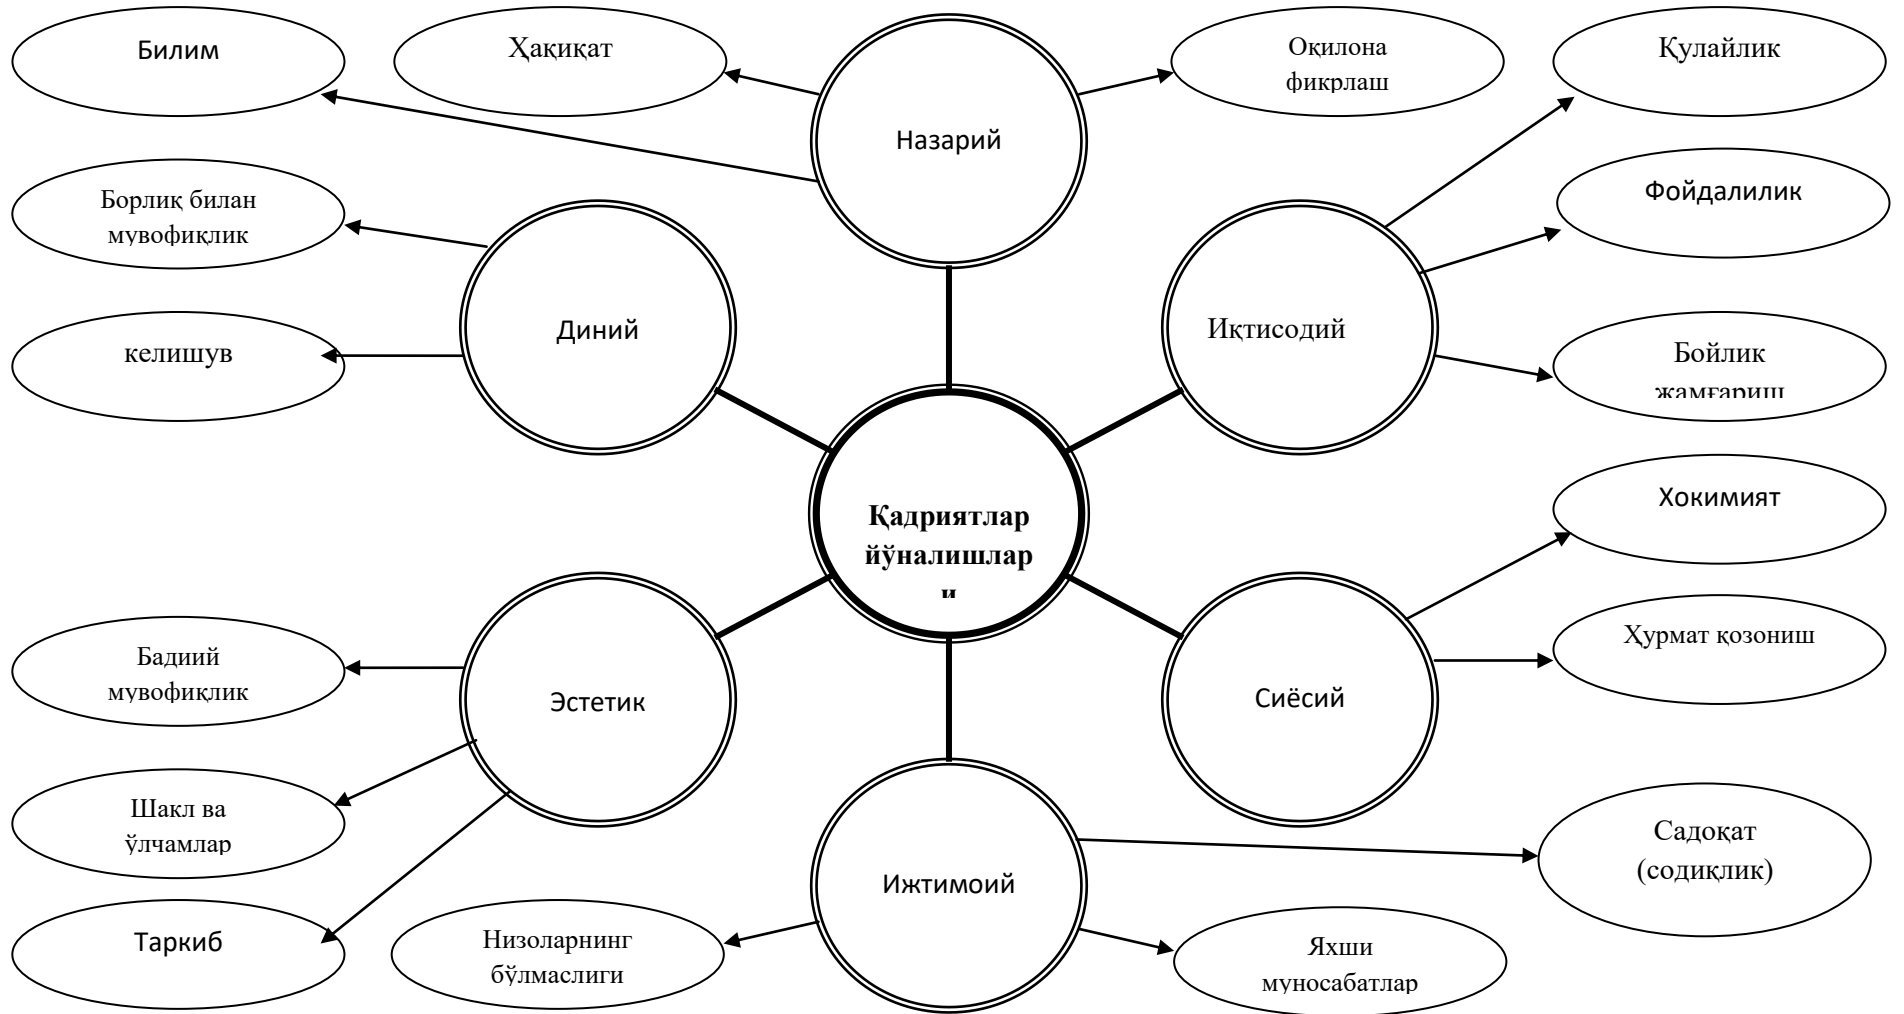 Билим
Ҳақиқат
Оқилона
фикрлаш
Қулайлик
Назарий
Борлиқ билан
мувофиқлик
Фойдалилик
Диний
Иқтисодий
келишув
Бойлик
жамғариш
Қадриятлар
йўналишлар
и
Хокимият
Ҳурмат қозониш
Бадиий
мувофиқлик
Эстетик
Сиёсий
Шакл ва
ўлчамлар
Садоқат
(содиқлик)
Ижтимоий
Таркиб
Низоларнинг
бўлмаслиги
Яхши
муносабатлар